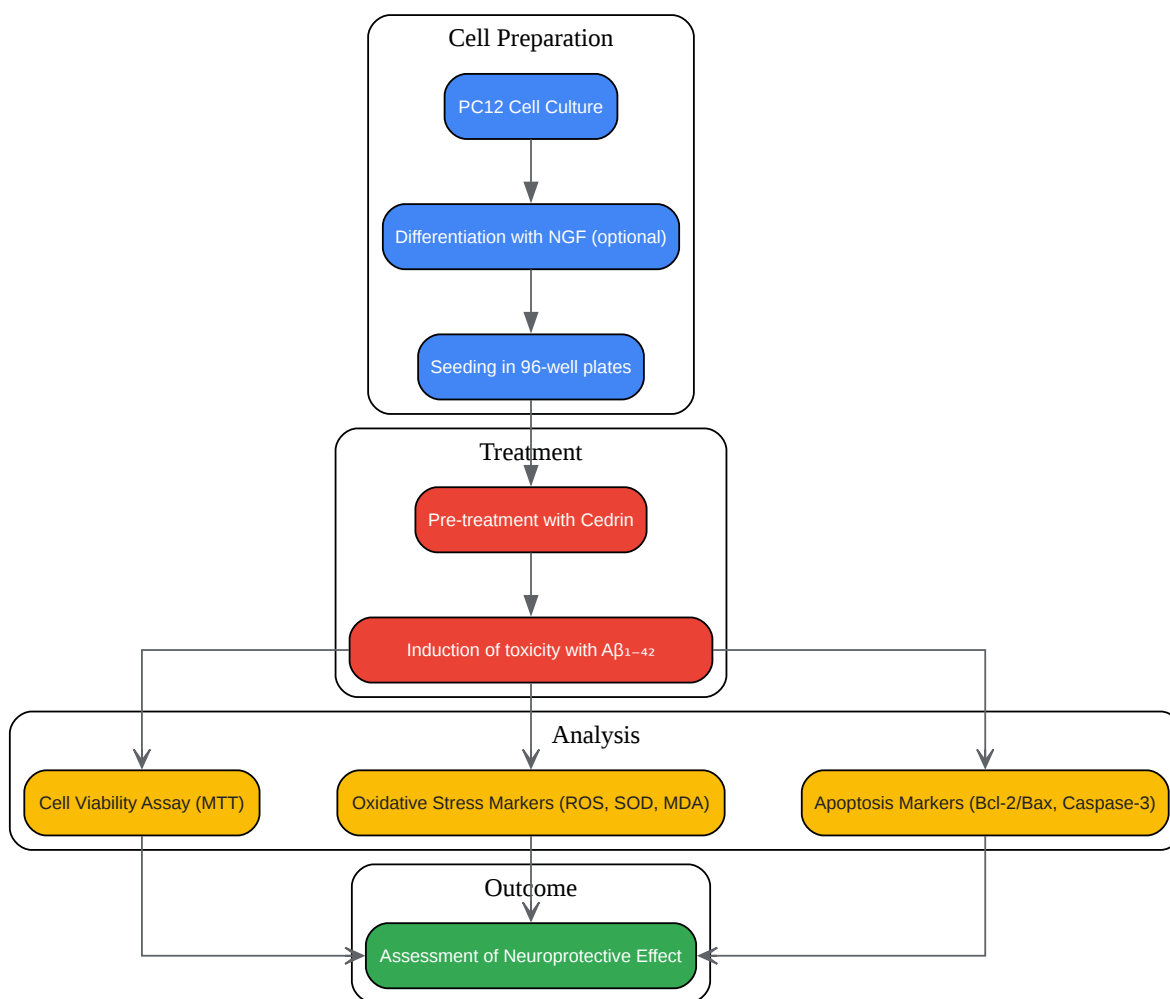 Cell Preparation
PC12 Cell Culture
Differentiation with NGF (optional)
Seeding in 96-well plates
Treatment
Pre-treatment with Cedrin
Induction of toxicity with Aβ₁₋₄₂
Analysis
Cell Viability Assay (MTT)
Oxidative Stress Markers (ROS, SOD, MDA)
Apoptosis Markers (Bcl-2/Bax, Caspase-3)
Outcome
Assessment of Neuroprotective Effect